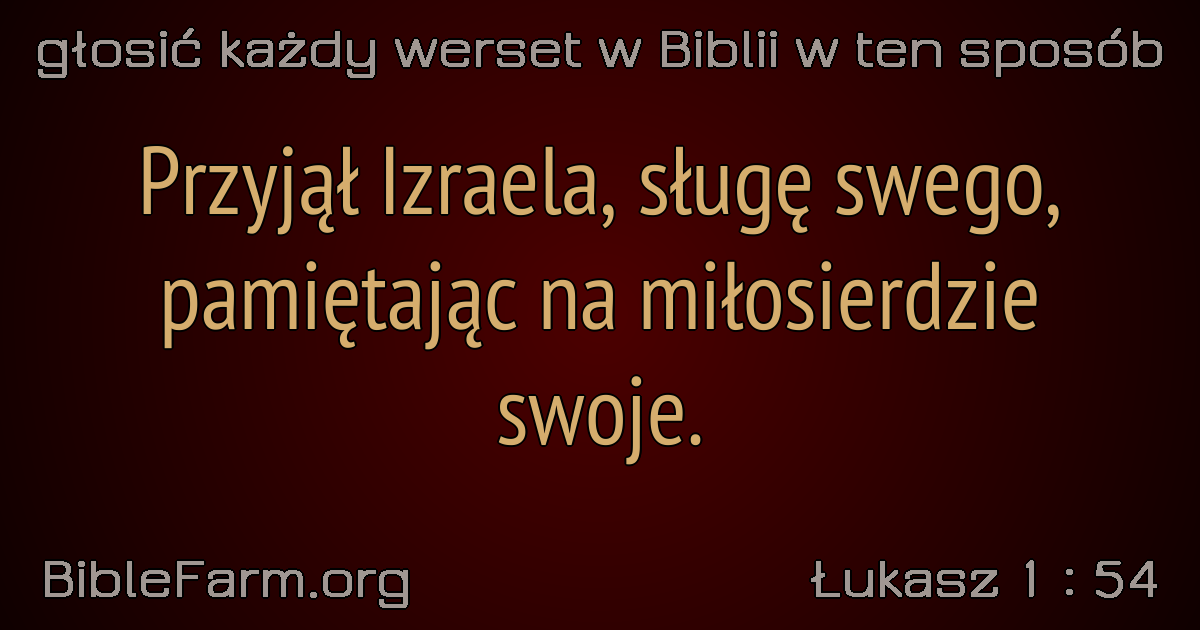 głosić każdy werset w Biblii w ten sposób
Przyjął Izraela, sługę swego,
pamiętając na miłosierdzie
swoje.
BibleFarm.org
Łukasz 1 : 54